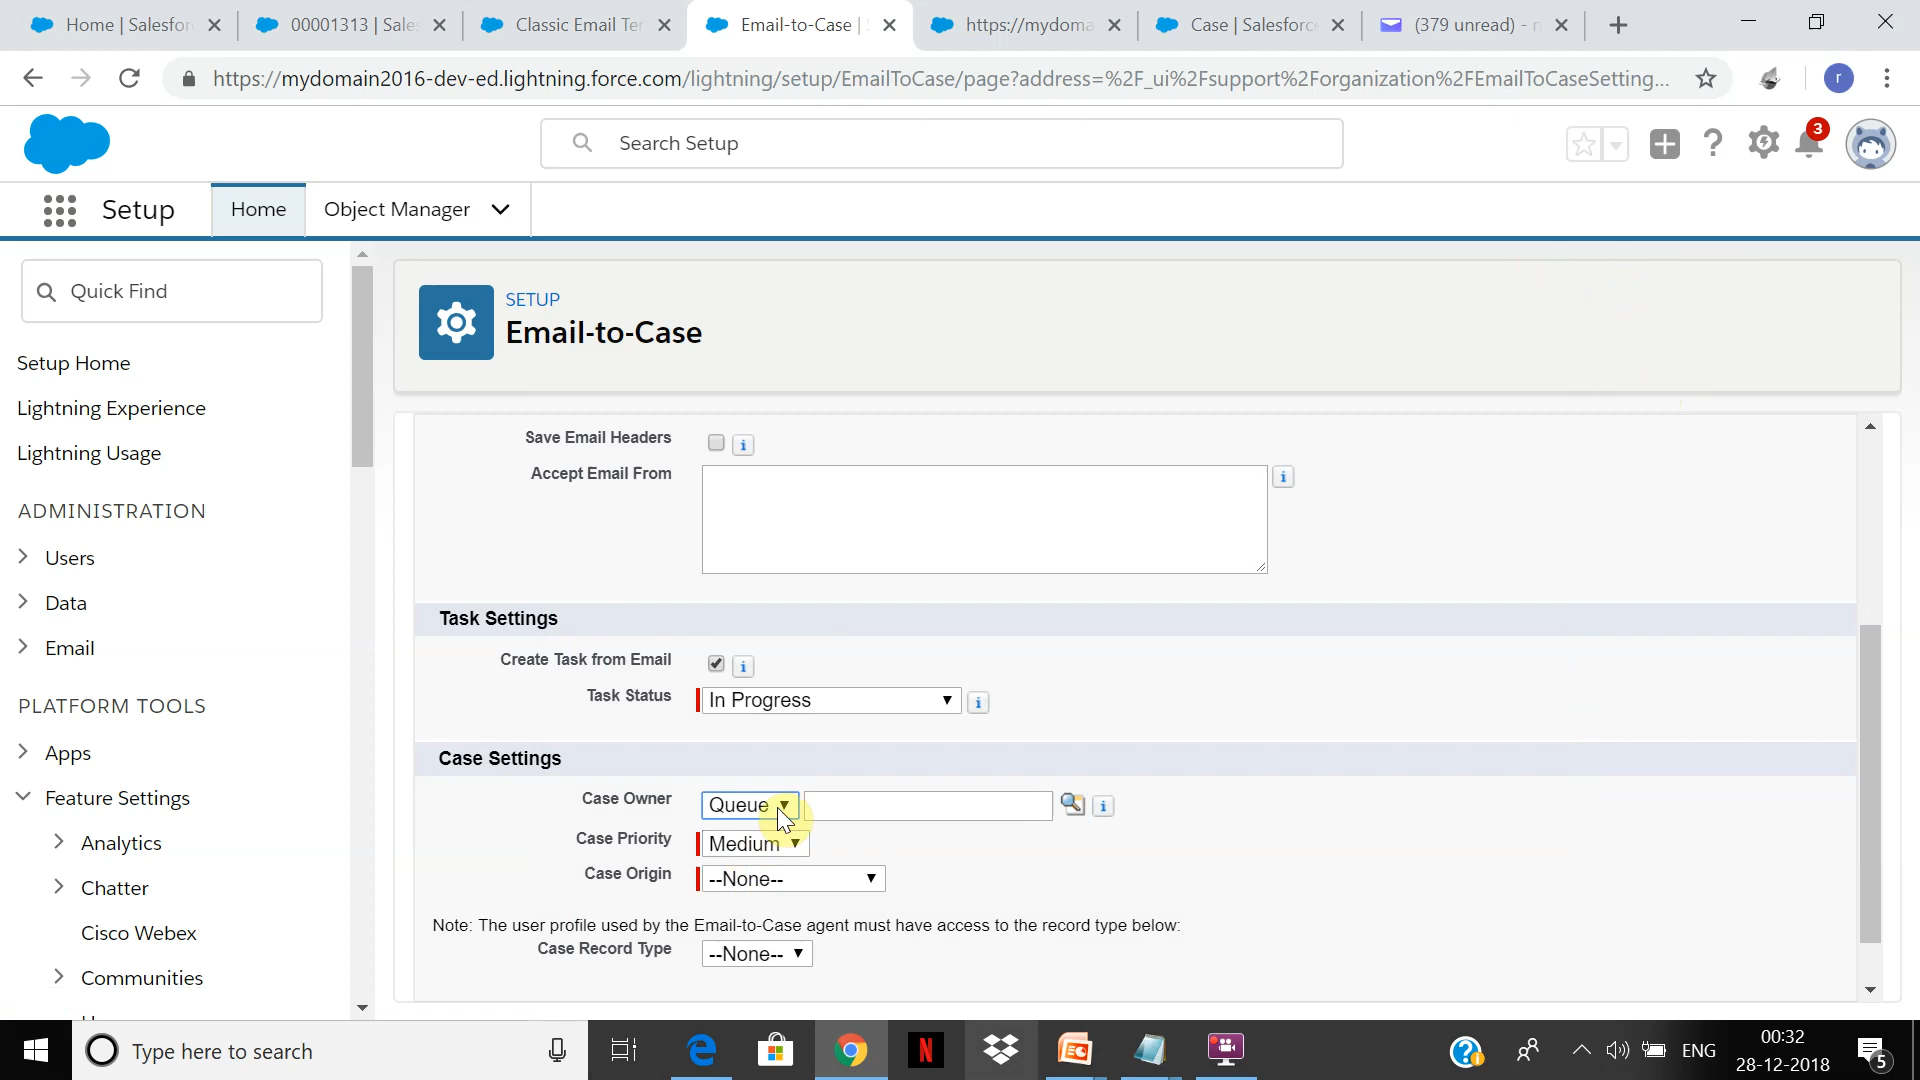 Home | Salesfor
00001313 | Sale
Classic Email Te
Email-to-Case |
https://mydoma
Case | Salesforc
(379 unread) -
https://mydomain2016-dev-ed.lightning.force.com/lightning/setup/EmailToCase/page?address=%2F_ui%2Fsupport%2Forganization%2FEmailToCaseSetting...
r
Search Setup
3
Setup
Home
Object Manager
Quick Find
Setup Home
Lightning Experience
Lightning Usage
ADMINISTRATION
Users
Data
Email
PLATFORM TOOLS
Apps
Feature Settings
Analytics
Chatter
Cisco Webex
Communities
SETUP
Email-to-Case
Save Email Headers
Accept Email From
Task Settings
Create Task from Email
Task Status In Progress
Case Settings
Case Owner Queue
Case Priority Medium
Case Origin --None--
Note: The user profile used by the Email-to-Case agent must have access to the record type below:
Case Record Type --None--
Type here to search
ENG
00:32
28-12-2018
5